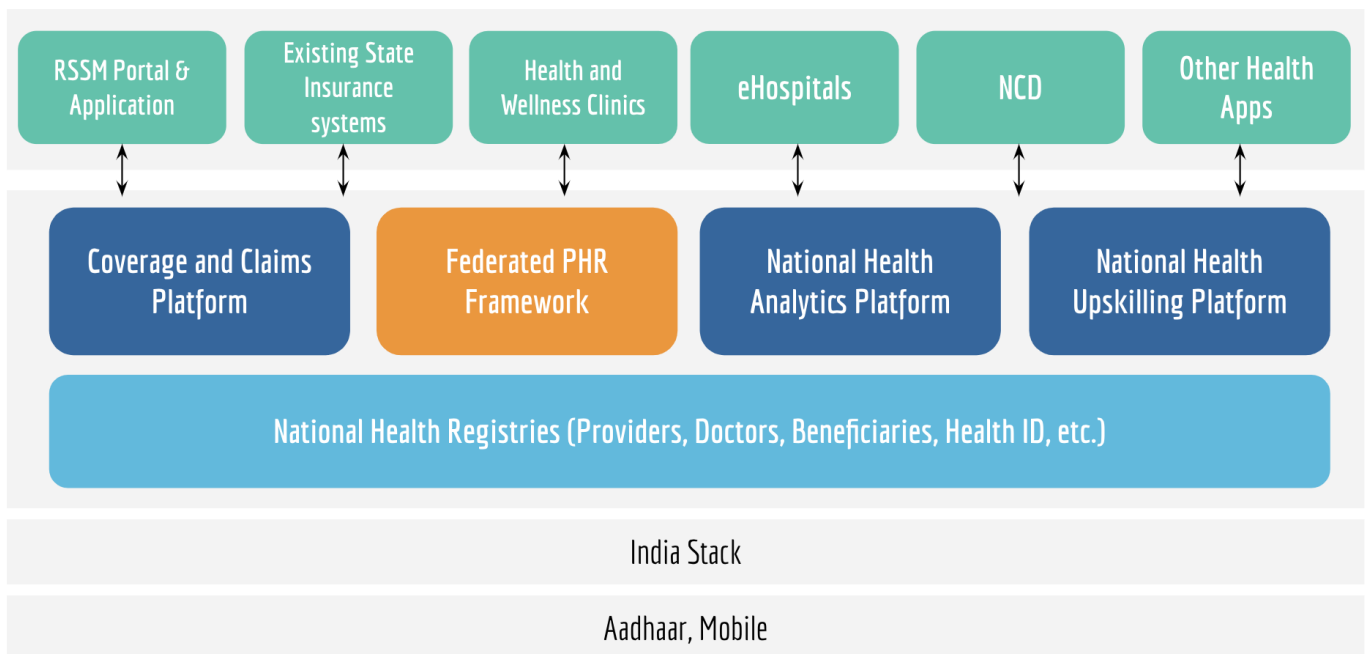 RSSM Portal &
Application
Existing State
Insurance
systems
Health and
Wellness Clinics
eHospitals
NCD
Other Health
Apps
Coverage and Claims
Platform
Federated PHR
Framework
National Health
Analytics Platform
National Health
Upskilling Platform
National Health Registries (Providers, Doctors, Beneficiaries, Health ID, etc.)
India Stack
Aadhaar, Mobile